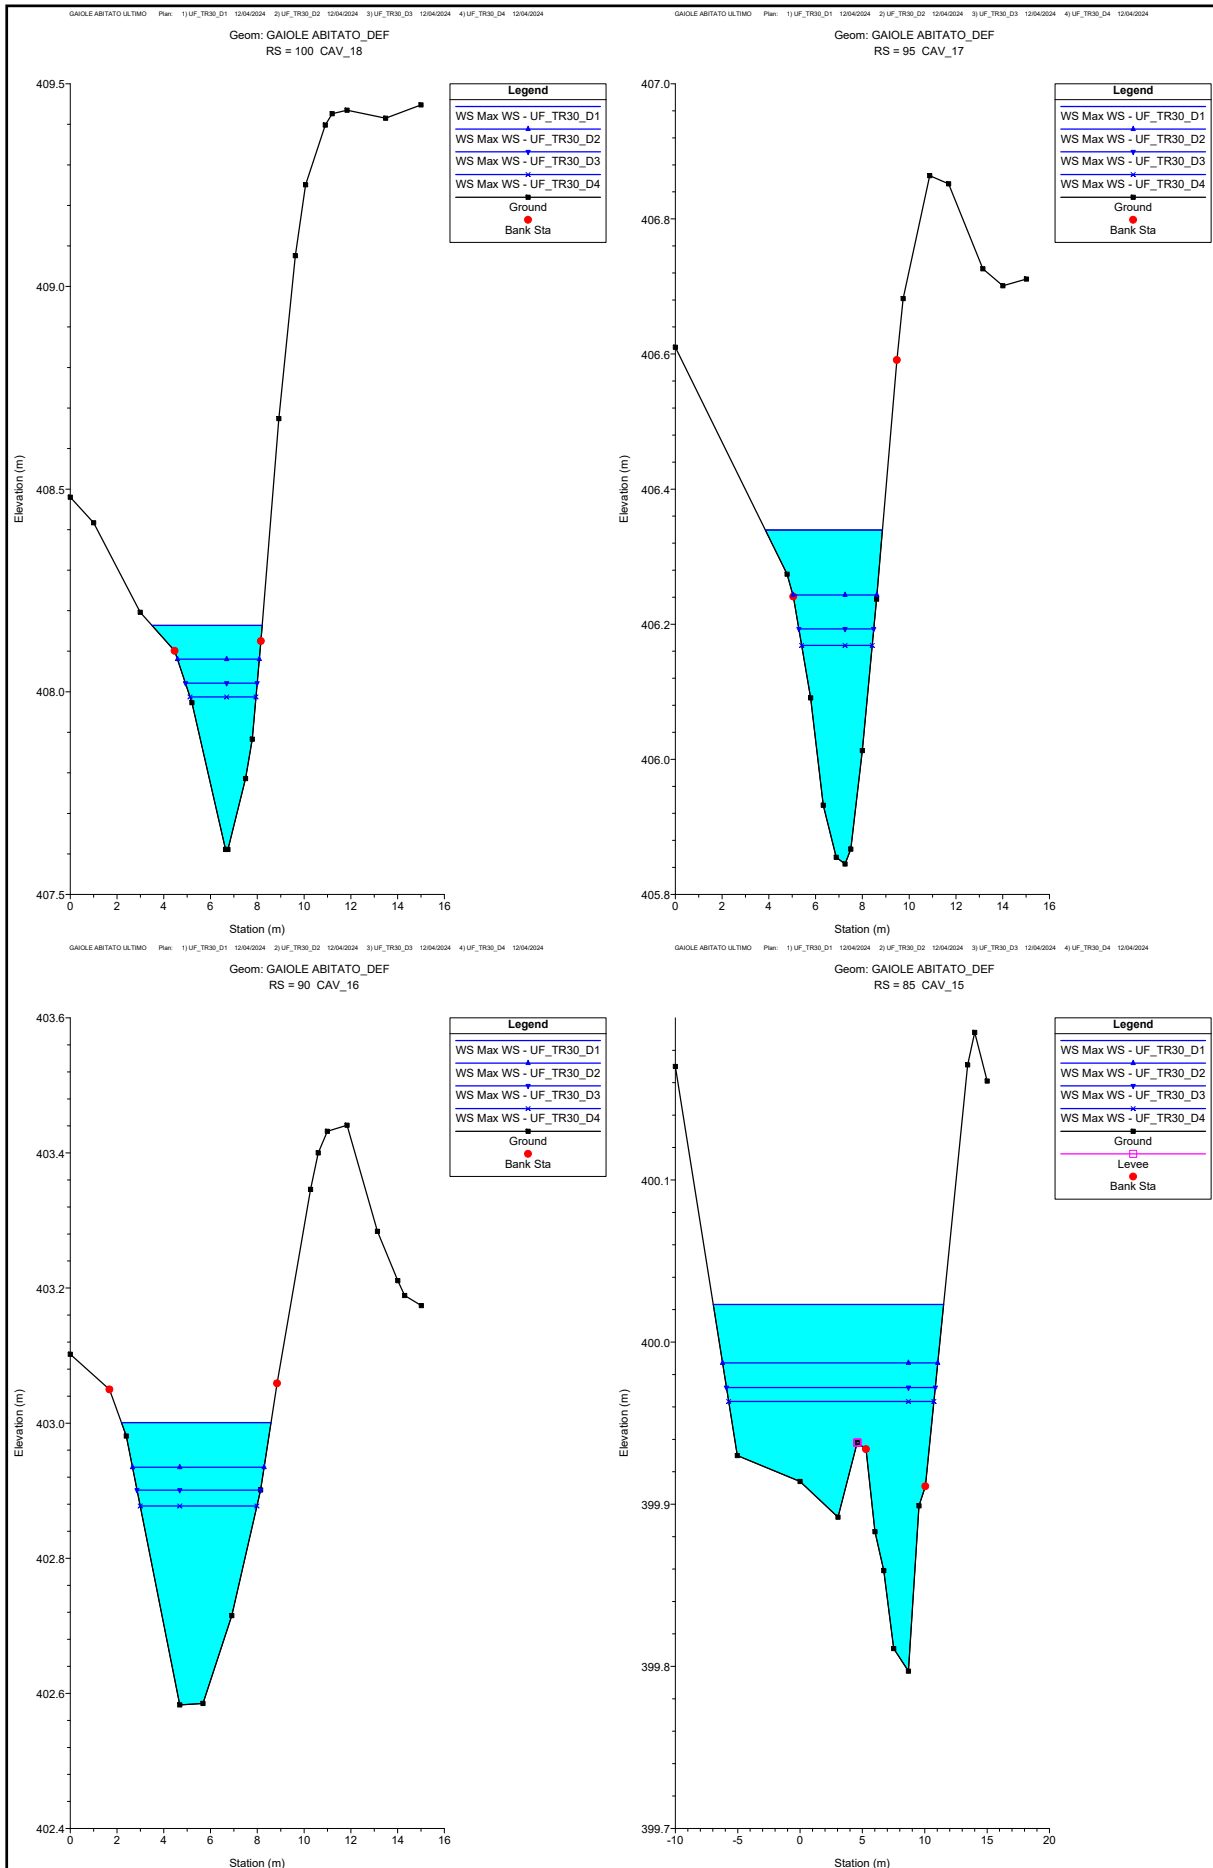 GAIOLE ABITATO ULTIMO Plan: 1) UF_TR30_D1 12/04/2024 2) UF_TR30_D2 12/04/2024 3) UF_TR30_D3 12/04/2024 4) UF_TR30_D4 12/04/2024
Geom: GAIOLE ABITATO_DEF
RS = 100 CAV_18
Legend
WS Max WS - UF_TR30_D1
WS Max WS - UF_TR30_D2
WS Max WS - UF_TR30_D3
WS Max WS - UF_TR30_D4
Ground
Bank Sta
409.5
409.0
408.5
408.0
407.5
Elevation (m)
0 2 4 6 8 10 12 14 16
Station (m)
GAIOLE ABITATO ULTIMO Plan: 1) UF_TR30_D1 12/04/2024 2) UF_TR30_D2 12/04/2024 3) UF_TR30_D3 12/04/2024 4) UF_TR30_D4 12/04/2024
Geom: GAIOLE ABITATO_DEF
RS = 95 CAV_17
Legend
WS Max WS - UF_TR30_D1
WS Max WS - UF_TR30_D2
WS Max WS - UF_TR30_D3
WS Max WS - UF_TR30_D4
Ground
Bank Sta
407.0
406.8
406.6
406.4
406.2
406.0
405.8
Elevation (m)
0 2 4 6 8 10 12 14 16
Station (m)
GAIOLE ABITATO ULTIMO Plan: 1) UF_TR30_D1 12/04/2024 2) UF_TR30_D2 12/04/2024 3) UF_TR30_D3 12/04/2024 4) UF_TR30_D4 12/04/2024
Geom: GAIOLE ABITATO_DEF
RS = 90 CAV_16
Legend
WS Max WS - UF_TR30_D1
WS Max WS - UF_TR30_D2
WS Max WS - UF_TR30_D3
WS Max WS - UF_TR30_D4
Ground
Bank Sta
403.6
403.4
403.2
403.0
402.8
402.6
402.4
Elevation (m)
0 2 4 6 8 10 12 14 16
Station (m)
GAIOLE ABITATO ULTIMO Plan: 1) UF_TR30_D1 12/04/2024 2) UF_TR30_D2 12/04/2024 3) UF_TR30_D3 12/04/2024 4) UF_TR30_D4 12/04/2024
Geom: GAIOLE ABITATO_DEF
RS = 85 CAV_15
Legend
WS Max WS - UF_TR30_D1
WS Max WS - UF_TR30_D2
WS Max WS - UF_TR30_D3
WS Max WS - UF_TR30_D4
Ground
Levee
Bank Sta
400.1
400.0
399.9
399.8
399.7
Elevation (m)
-10 -5 0 5 10 15 20
Station (m)